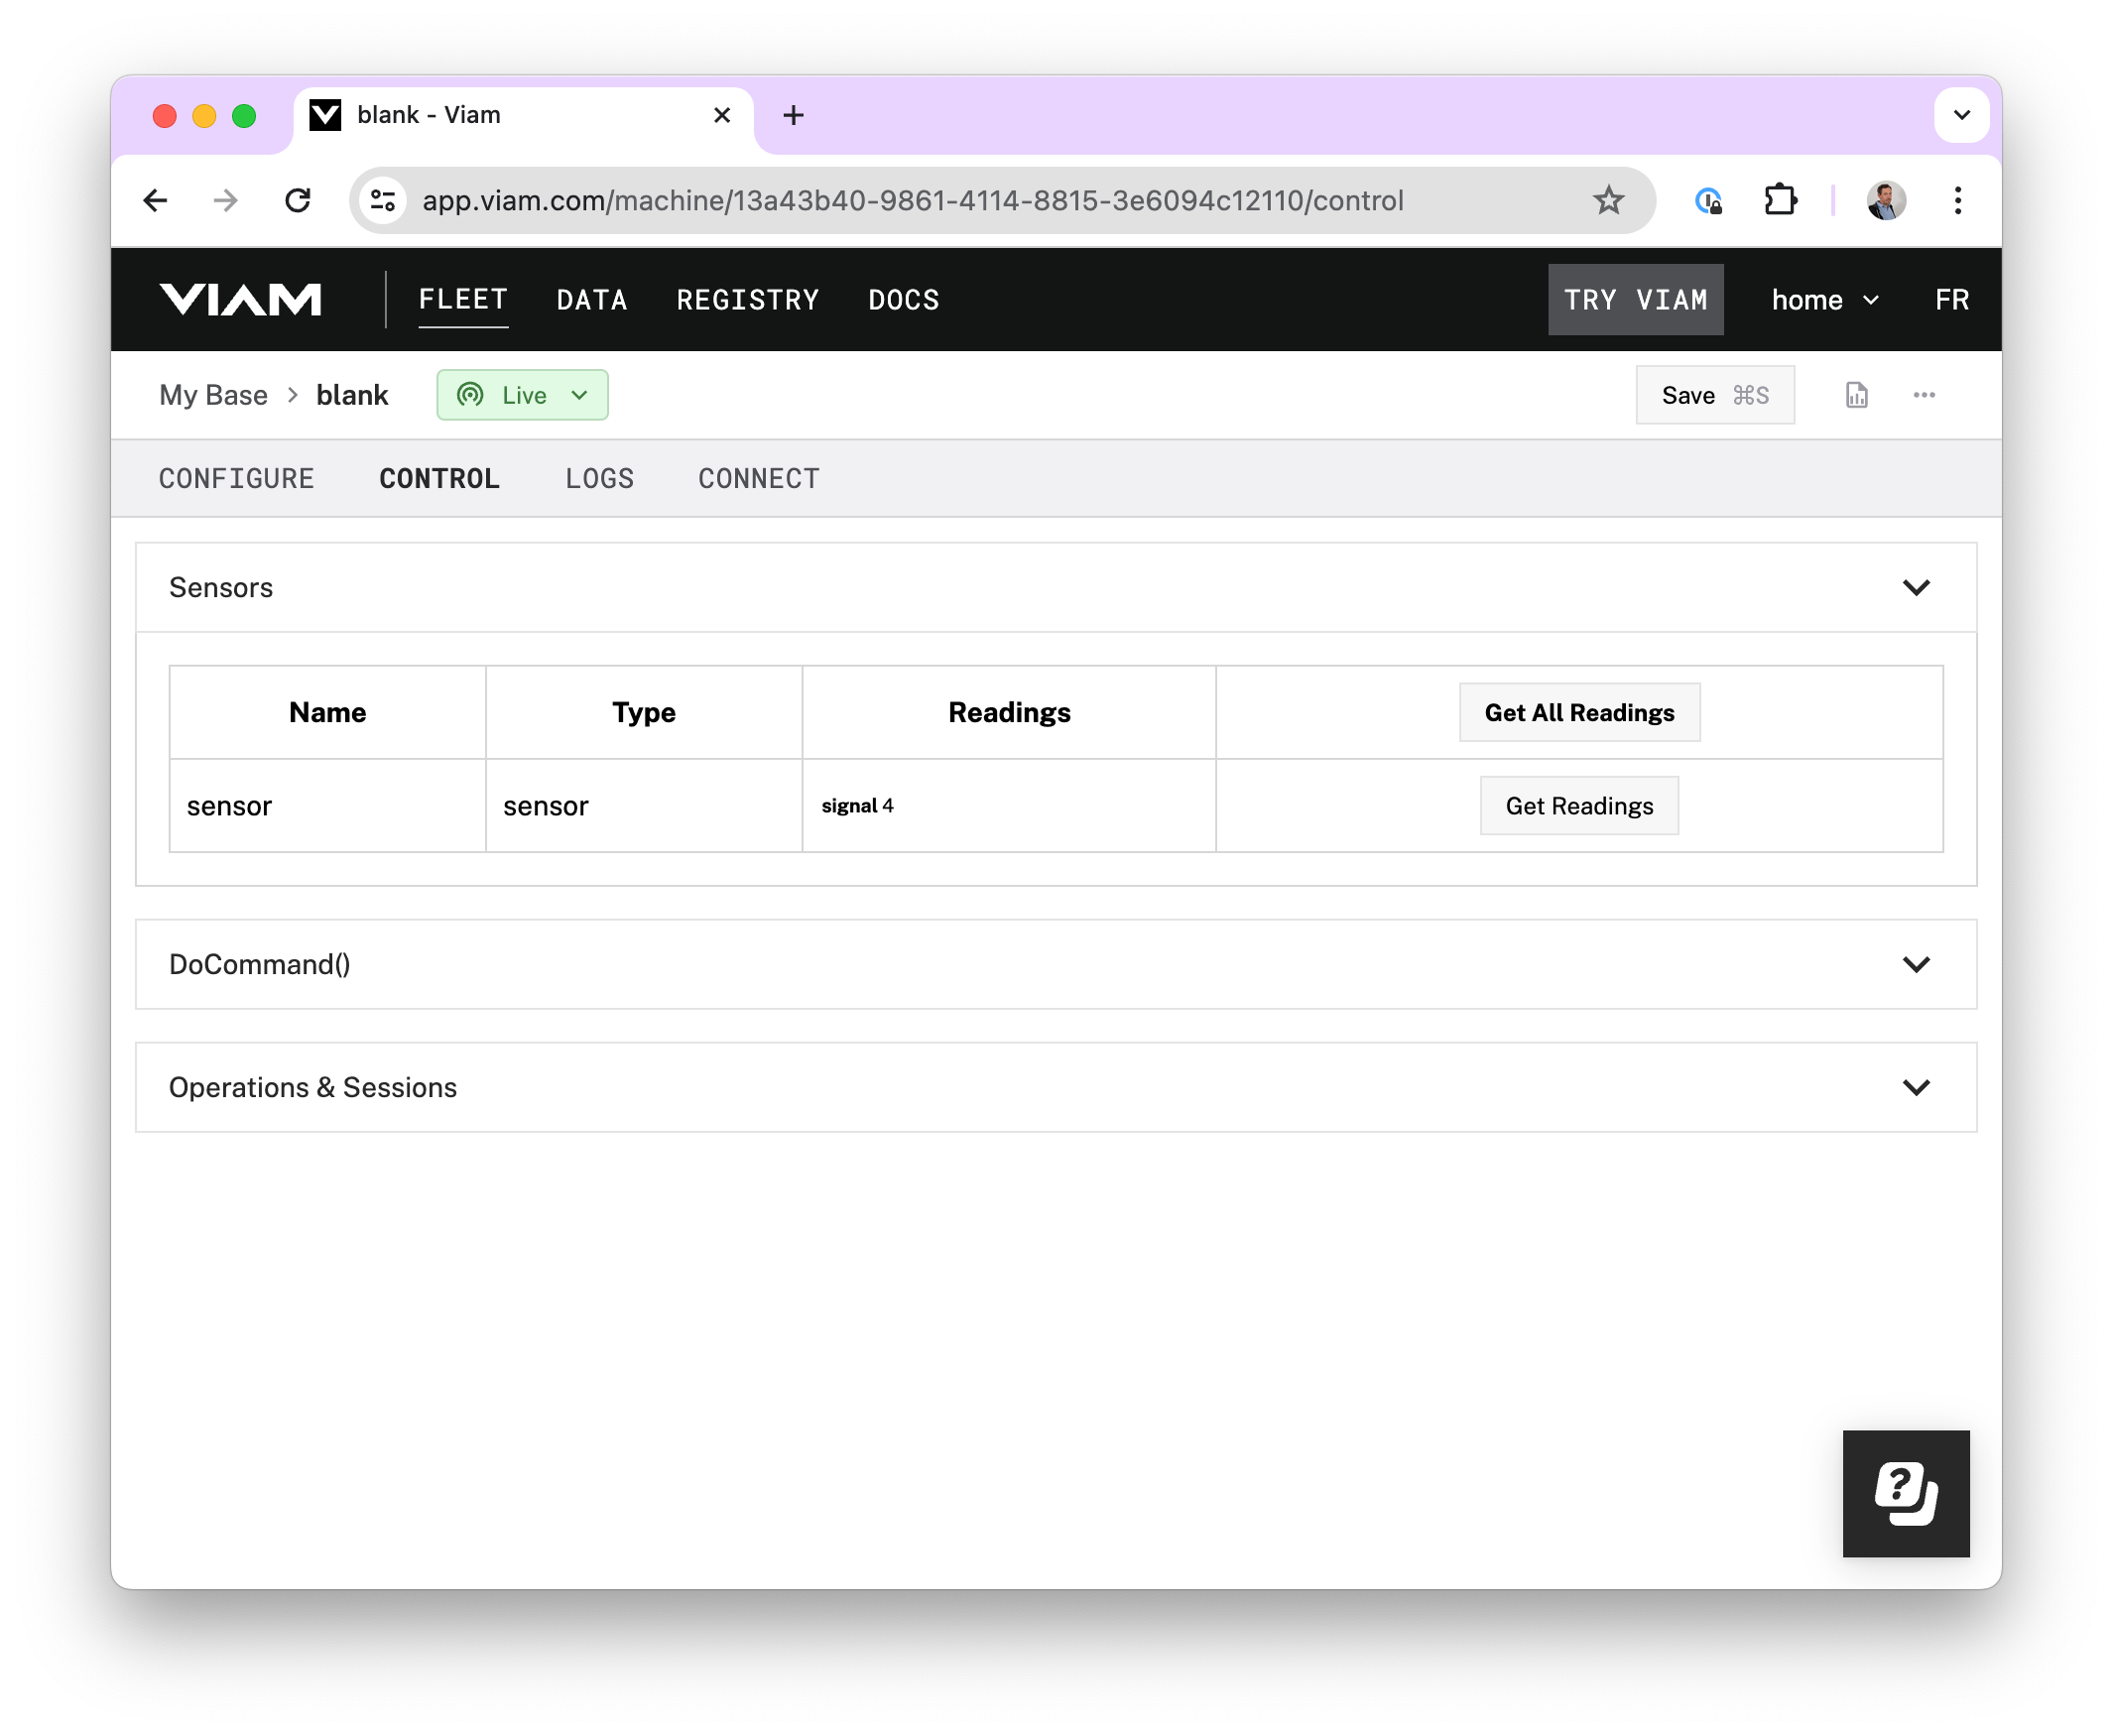 blank - Viam
app.viam.com/machine/13a43b40-9861-4114-8815-3e6094c12110/control
VIAM FLEET DATA REGISTRY DOCS TRY VIAM home FR
My Base > blank Live Save ⌘S
CONFIGURE CONTROL LOGS CONNECT
Sensors
Name Type Readings Get All Readings
sensor sensor signal 4 Get Readings
DoCommand()
Operations & Sessions
?